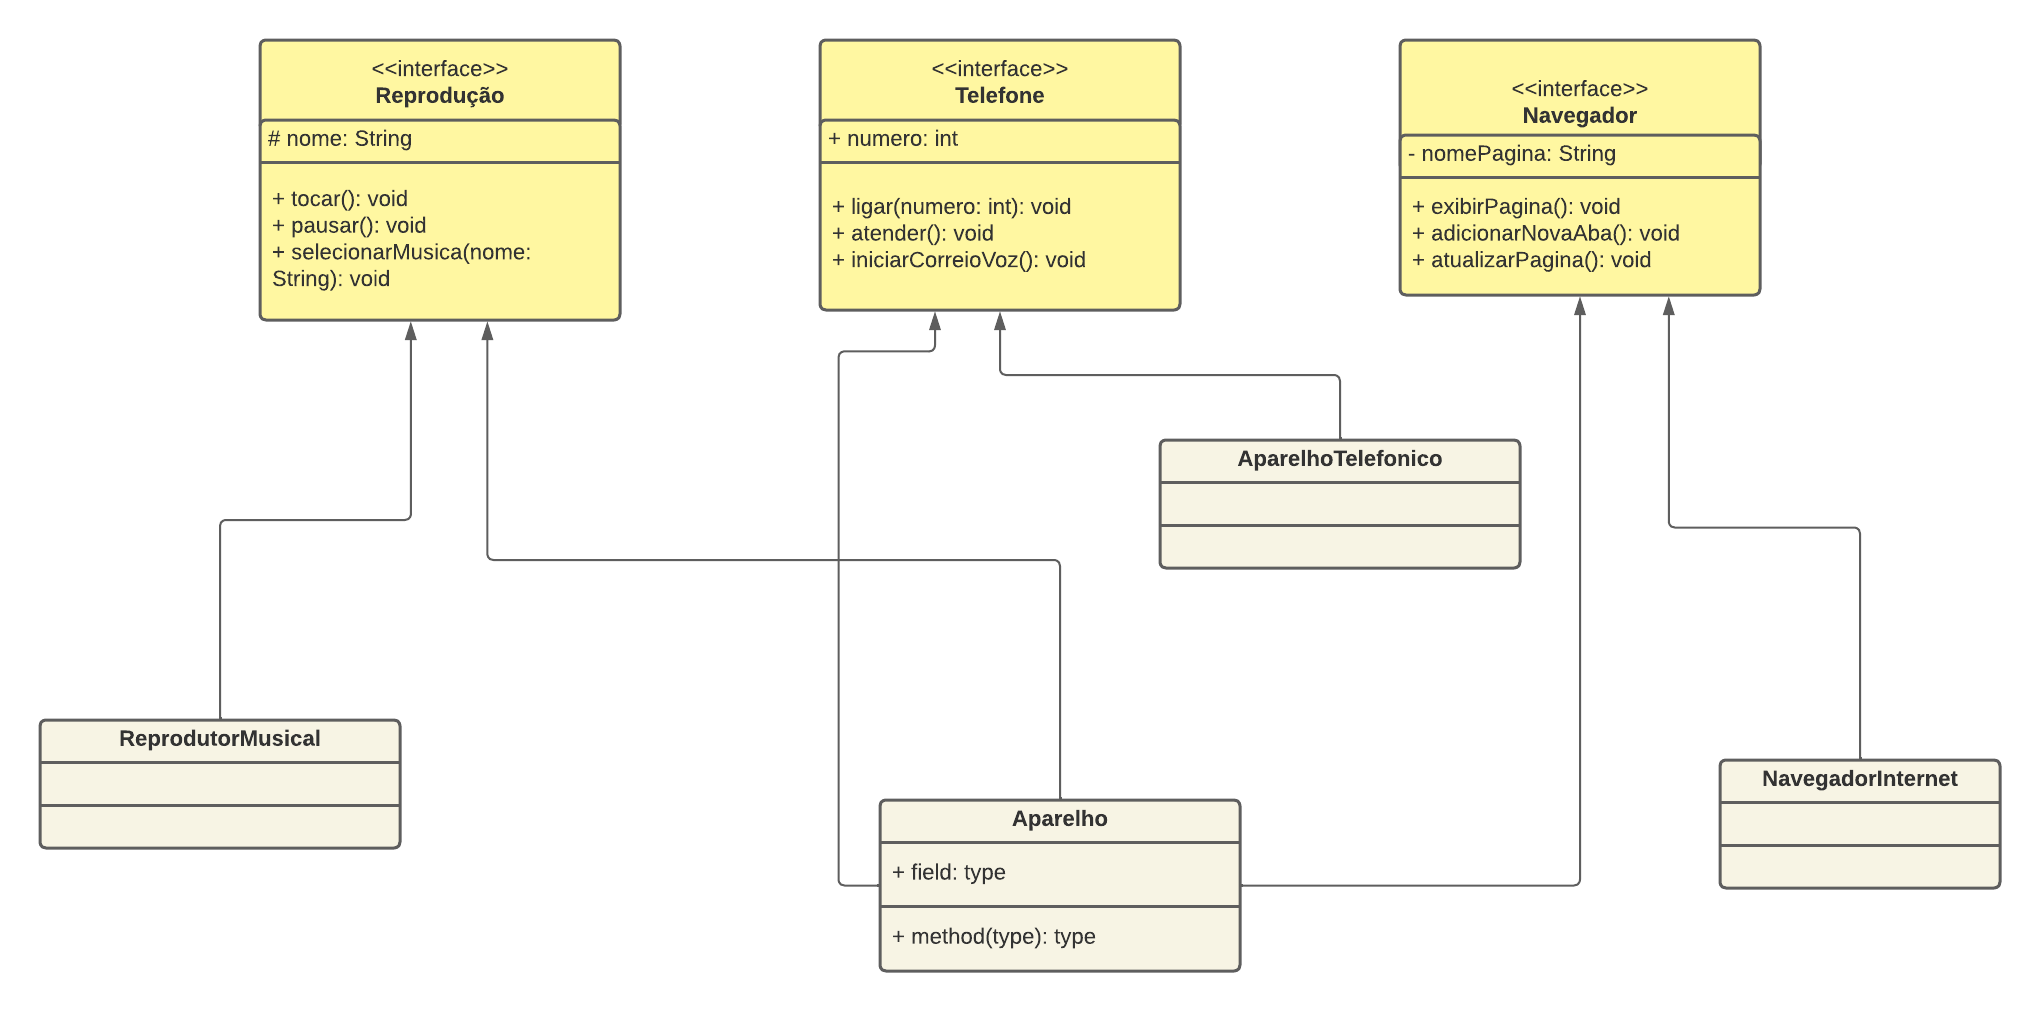 <<interface>>
Reprodução
# nome: String
+ tocar(): void
+ pausar(): void
+ selecionarMusica(nome:
String): void
<<interface>>
Telefone
+ numero: int
+ ligar(numero: int): void
+ atender(): void
+ iniciarCorreioVoz(): void
<<interface>>
Navegador
- nomePagina: String
+ exibirPagina(): void
+ adicionarNovaAba(): void
+ atualizarPagina(): void
AparelhoTelefonico
ReprodutorMusical
Aparelho
+ field: type
+ method(type): type
NavegadorInternet